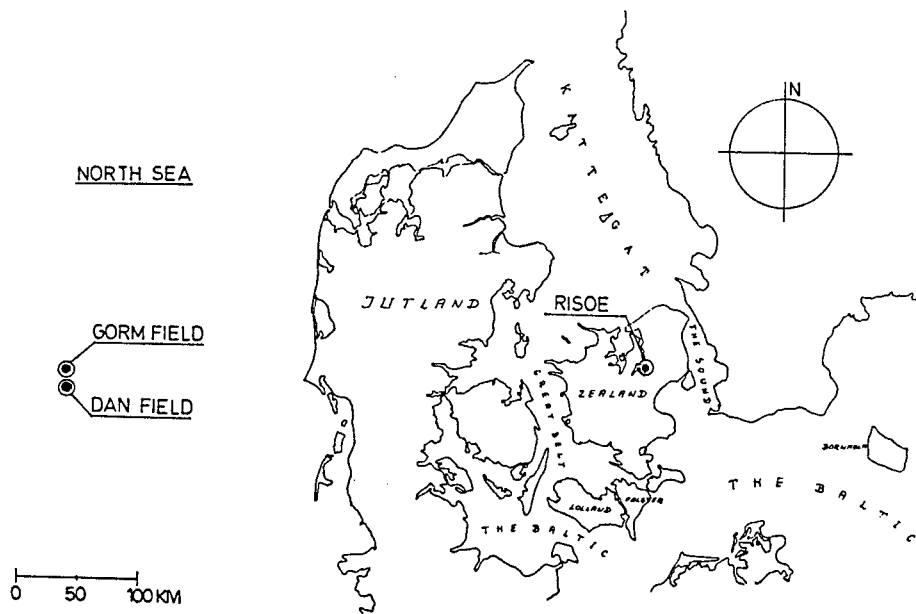 N
KATTEGAT
NORTH SEA
JUTLAND
RISOE
GORM FIELD
THE SOUND
DAN FIELD
GREAT BELT
ZEALAND
BORNHOLM
THE BALTIC
LOLLAND
FALSTER
THE BALTIC
0 50 100 KM